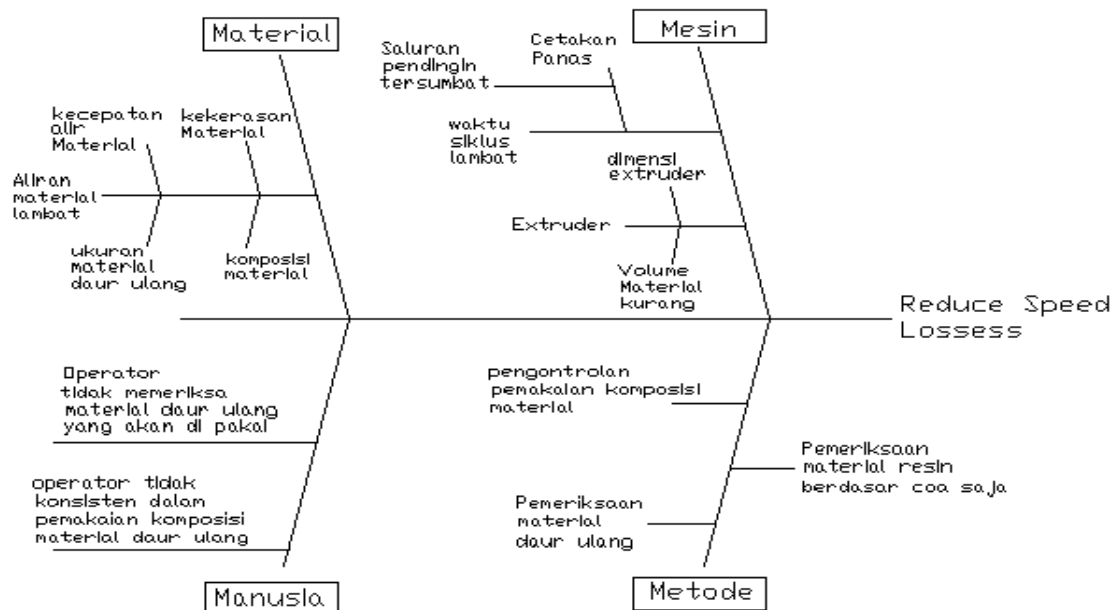 Material
Mesin
kecepatan
alir
Material
kekerasan
Material
Aliran
material
lambat
ukuran
material
daur ulang
komposisi
material
Saluran
pendingin
tersumbat
Cetakan
Panas
waktu
siklus
lambat
dimensi
extruder
Extruder
Volume
Material
kurang
Reduce Speed
Lossess
Operator
tidak memeriksa
material daur ulang
yang akan di pakai
operator tidak
konsisten dalam
pemakaian komposisi
material daur ulang
pengontrolan
pemakaian komposisi
material
Pemeriksaan
material resin
berdasar coa saja
Pemeriksaan
material
daur ulang
Manusia
Metode